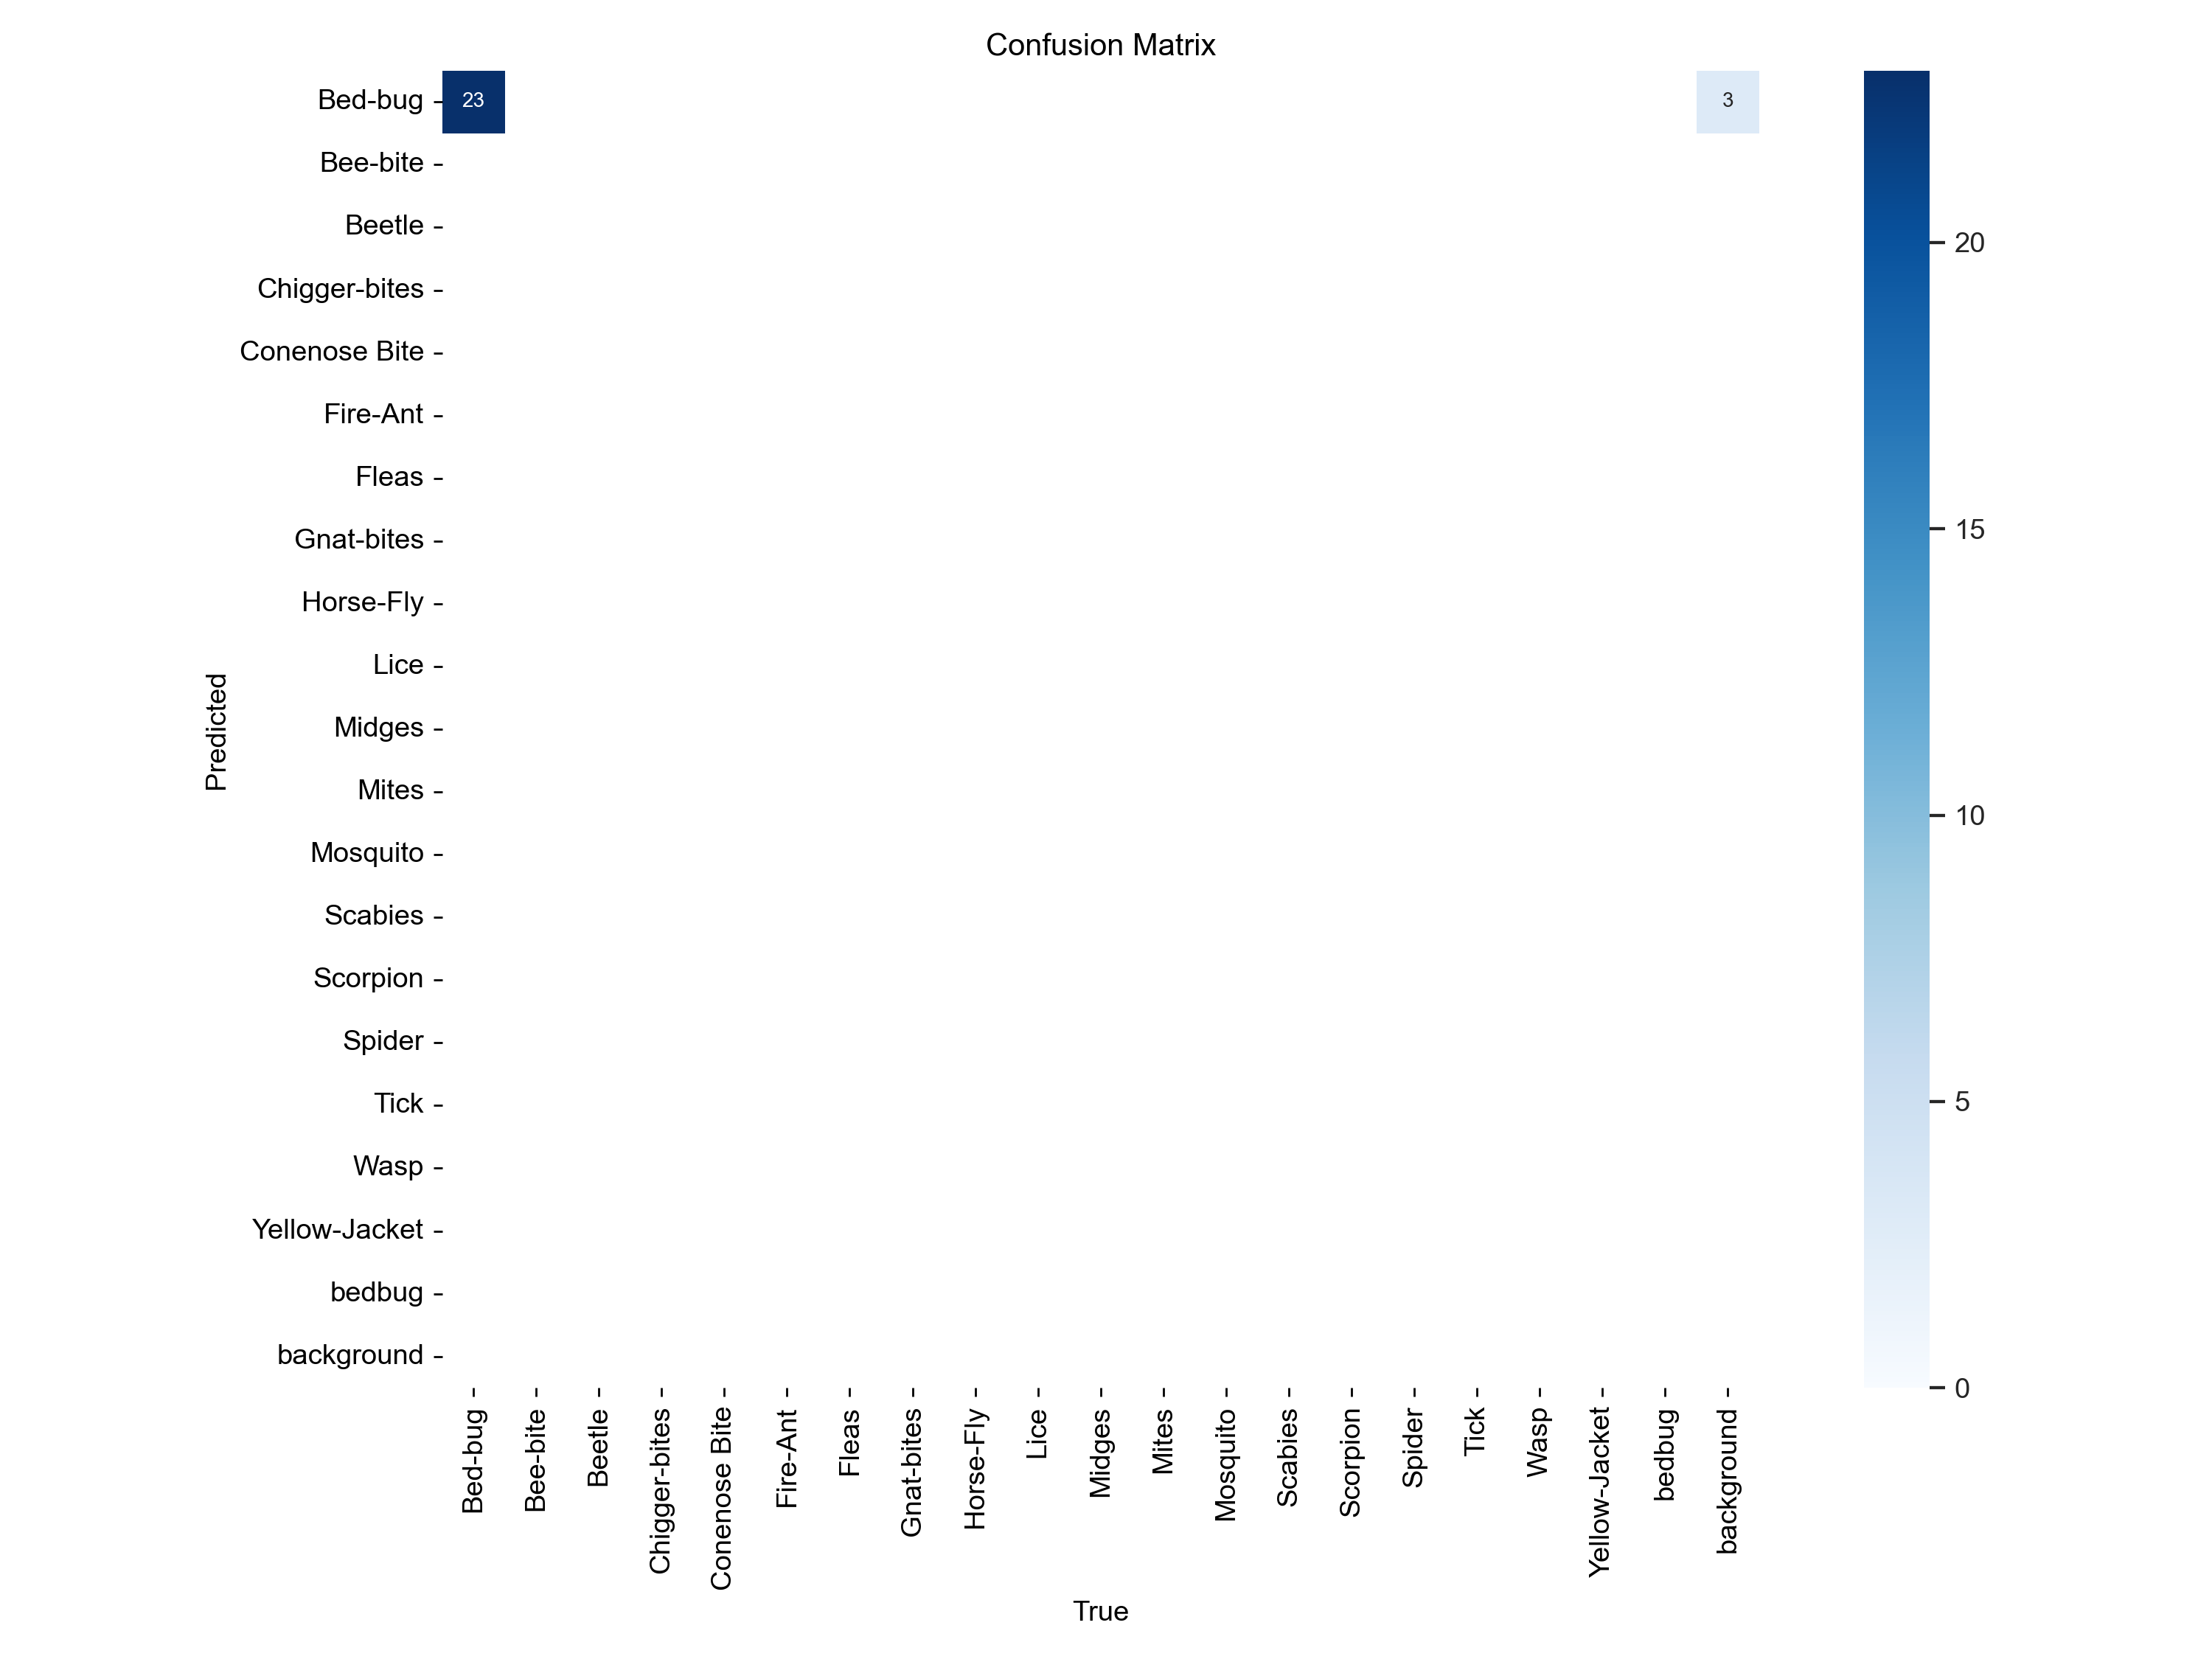 Confusion Matrix
Bed-bug
23
3
Bee-bite
Beetle
Chigger-bites
Conenose Bite
Fire-Ant
Fleas
Gnat-bites
Horse-Fly
Lice
Midges
Mites
Mosquito
Scabies
Scorpion
Spider
Tick
Wasp
Yellow-Jacket
bedbug
background
Predicted
Bed-bug
Bee-bite
Beetle
Chigger-bites
Conenose Bite
Fire-Ant
Fleas
Gnat-bites
Horse-Fly
Lice
Midges
Mites
Mosquito
Scabies
Scorpion
Spider
Tick
Wasp
Yellow-Jacket
bedbug
background
True
20
15
10
5
0